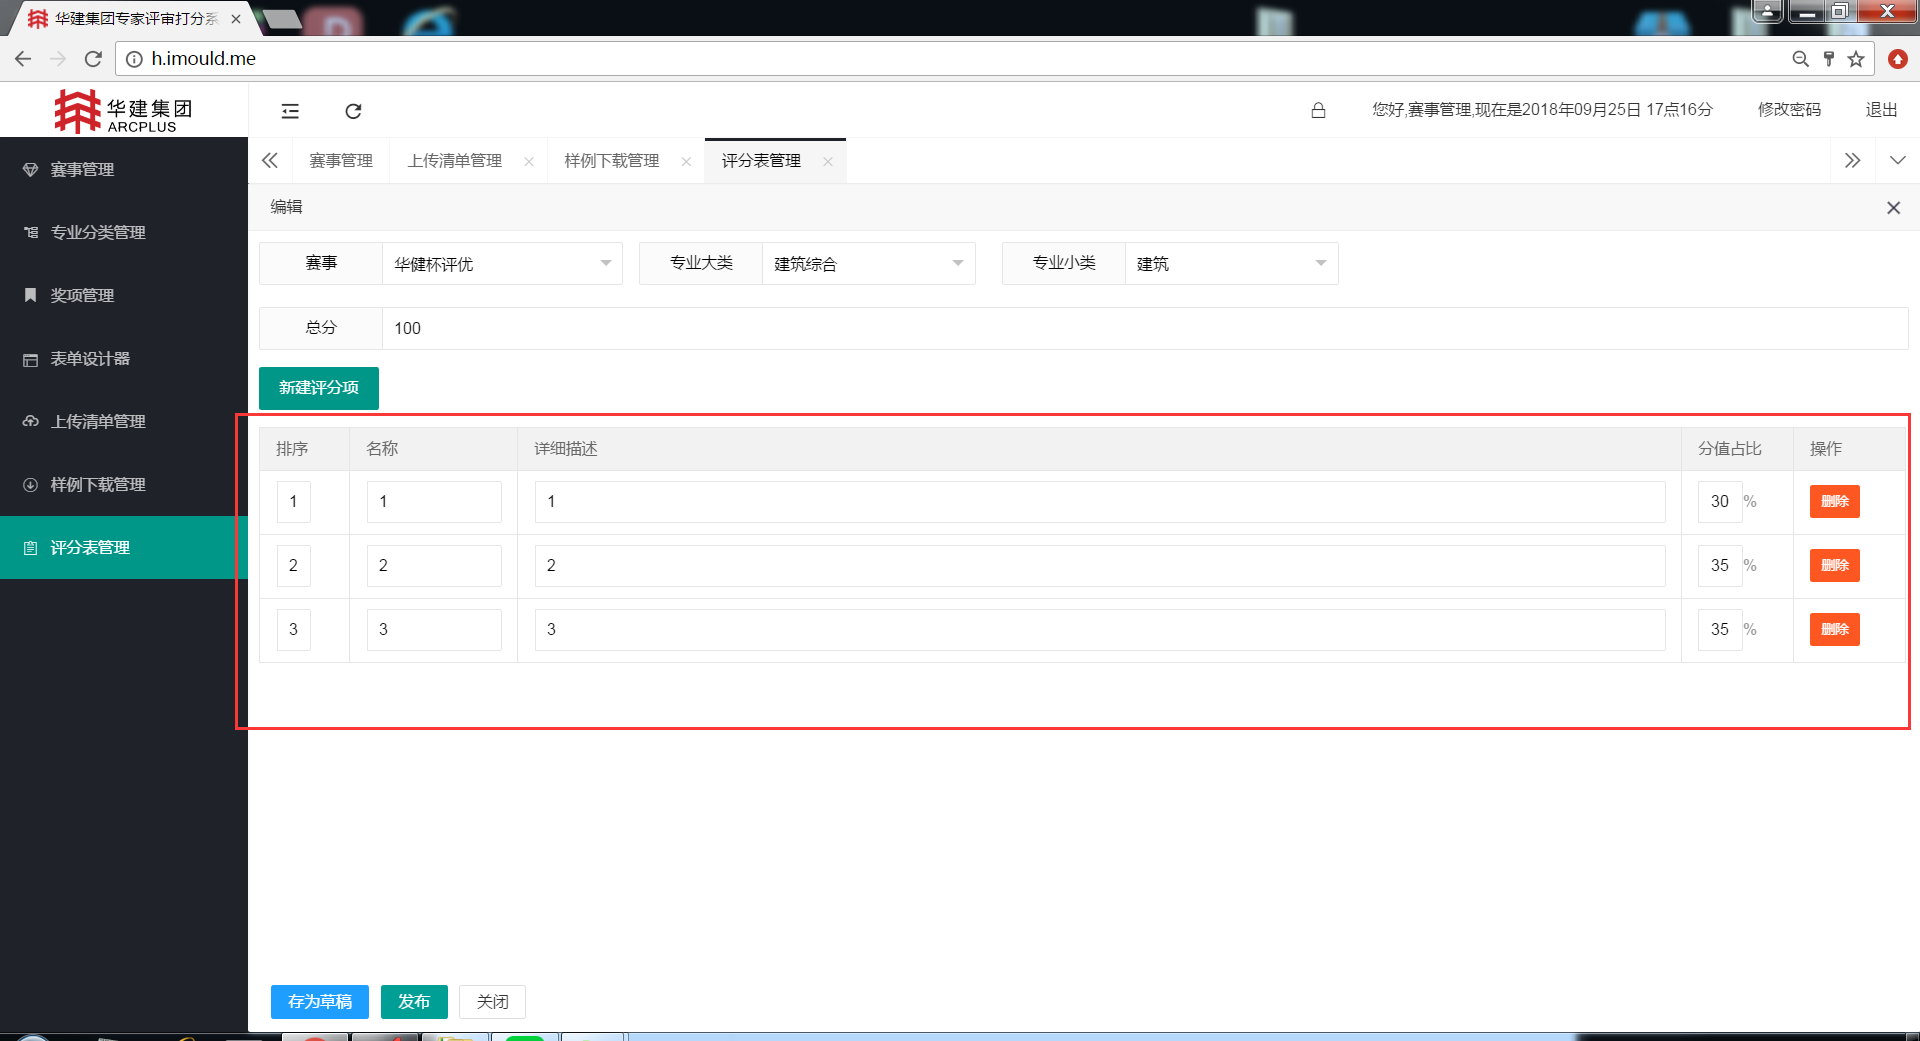 华建集团专家评审打分系
h.imould.me
华建集团
ARCPLUS
您好,赛事管理,现在是2018年09月25日 17点16分 修改密码 退出
赛事管理 上传清单管理 样例下载管理 评分表管理
赛事管理
专业分类管理
奖项管理
表单设计器
上传清单管理
样例下载管理
评分表管理
编辑
赛事 华健杯评优 专业大类 建筑综合 专业小类 建筑
总分 100
新建评分项
排序 名称 详细描述 分值占比 操作
1 1 1 30 % 删除
2 2 2 35 % 删除
3 3 3 35 % 删除
存为草稿 发布 关闭